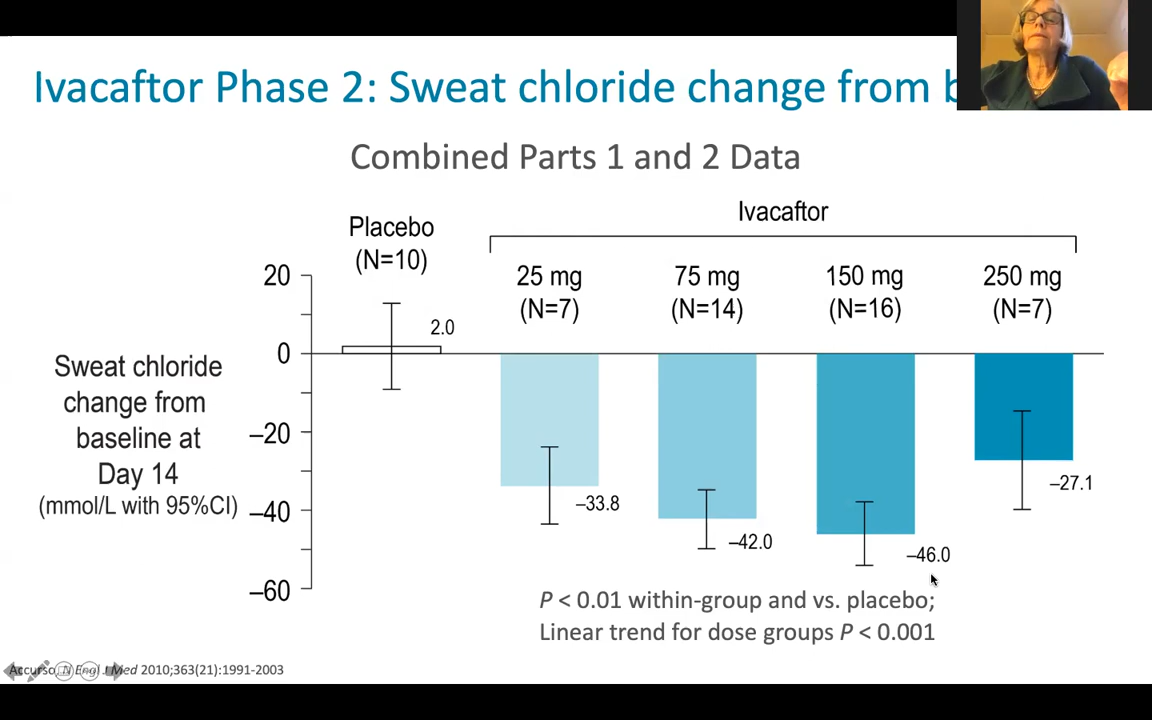 Ivacaftor Phase 2: Sweat chloride change from
Combined Parts 1 and 2 Data
Ivacaftor
Placebo
(N=10)
25 mg
(N=7)
75 mg
(N=14)
150 mg
(N=16)
250 mg
(N=7)
20
0
–20
–40
–60
Sweat chloride
change from
baseline at
Day 14
(mmol/L with 95%CI)
2.0
–33.8
–42.0
–46.0
–27.1
P < 0.01 within-group and vs. placebo;
Linear trend for dose groups P < 0.001
Accurso, N Engl J Med 2010;363(21):1991-2003